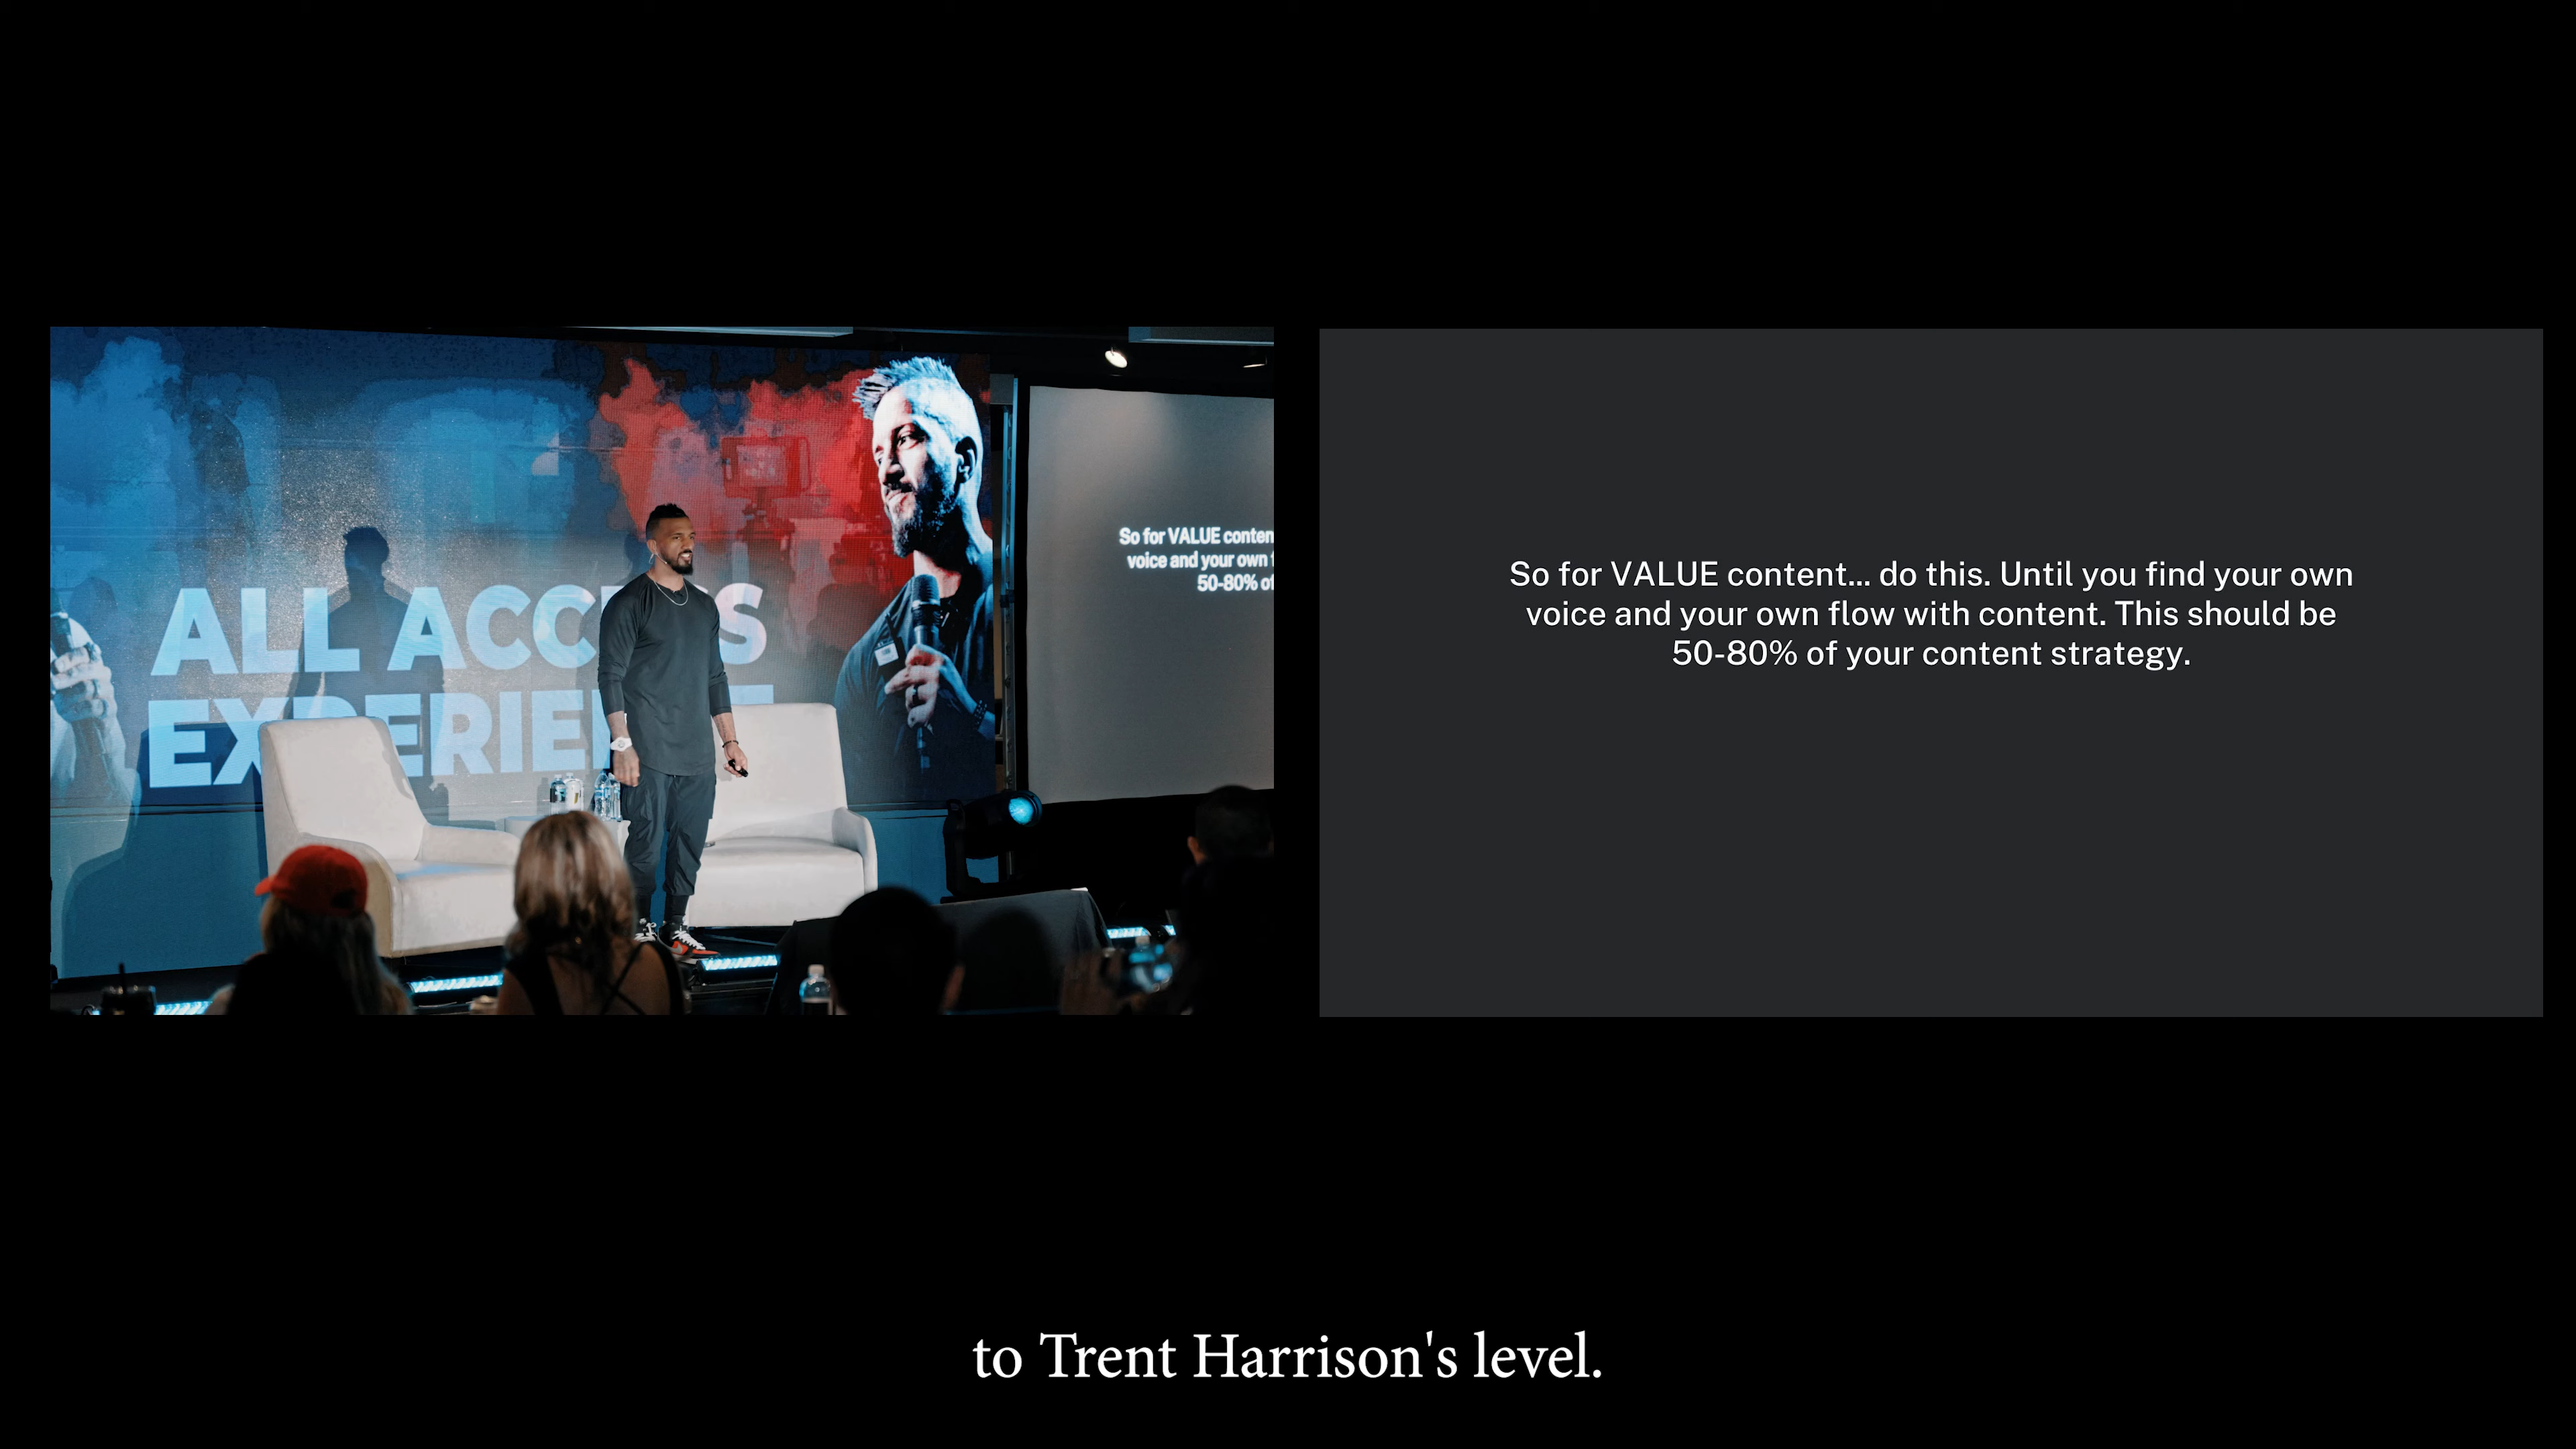 ALL ACCESS
EXPERIE
So for VALUE conten
voice and your own
50-80% of
So for VALUE content... do this. Until you find your own
voice and your own flow with content. This should be
50-80% of your content strategy.
to Trent Harrison's level.